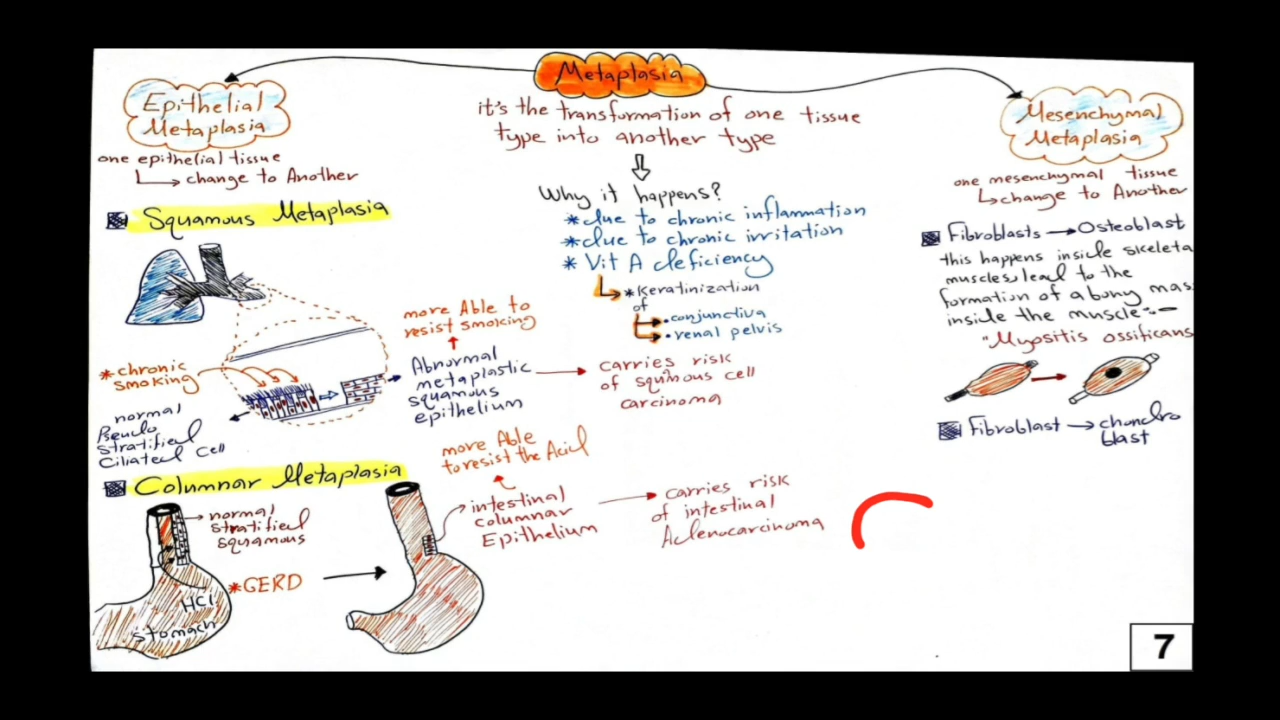 Metaplasia
it's the transformation of one tissue
type into another type
Why it happens?
*due to chronic inflammation
*due to chronic irritation
* Vit A deficiency
*Keratinization
of
•conjunctiva
•renal pelvis
Epithelial
Metaplasia
one epithelial tissue
change to Another
Squamous Metaplasia
*chronic
smoking
normal
Pseudo
stratified
ciliated cell
more Able to
resist smoking
Abnormal
metaplastic
squamous
epithelium
carries risk
of squmous cell
carcinoma
Columnar Metaplasia
normal
stratified
squamous
*GERD
HCl
stomach
more Able
to resist the Acid
intestinal
columnar
Epithelium
carries risk
of intestinal
Adenocarcinoma
Mesenchymal
Metaplasia
one mesenchymal tissue
change to Another
Fibroblasts → Osteoblast
this happens inside skeleta
muscles, lead to the
formation of a bony mas
inside the muscle
"Myositis ossificans
Fibroblast → chondro
blast
7